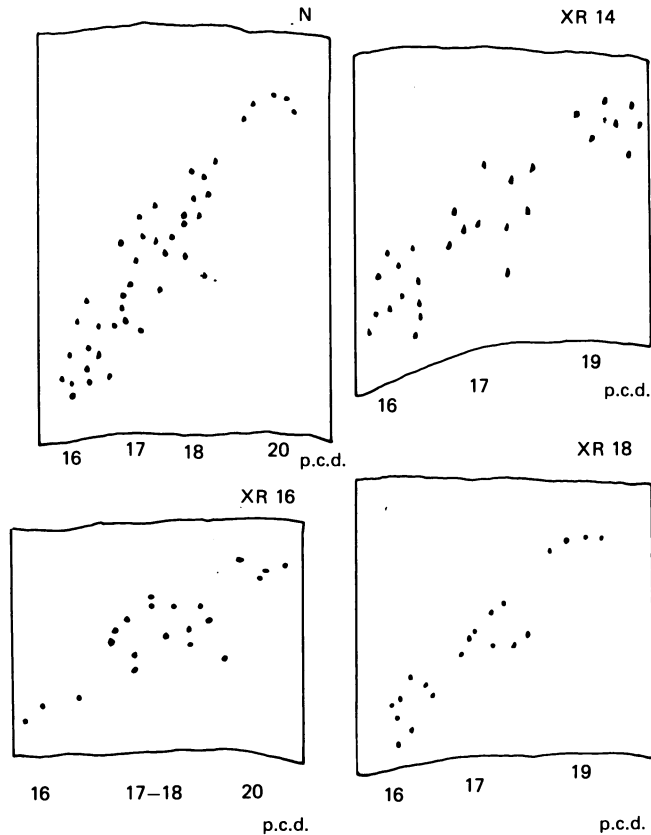 N
16 17 18 20 p.c.d.
XR 14
16 17 19
p.c.d.
XR 16
16 17–18 20
p.c.d.
XR 18
16 17 19
p.c.d.